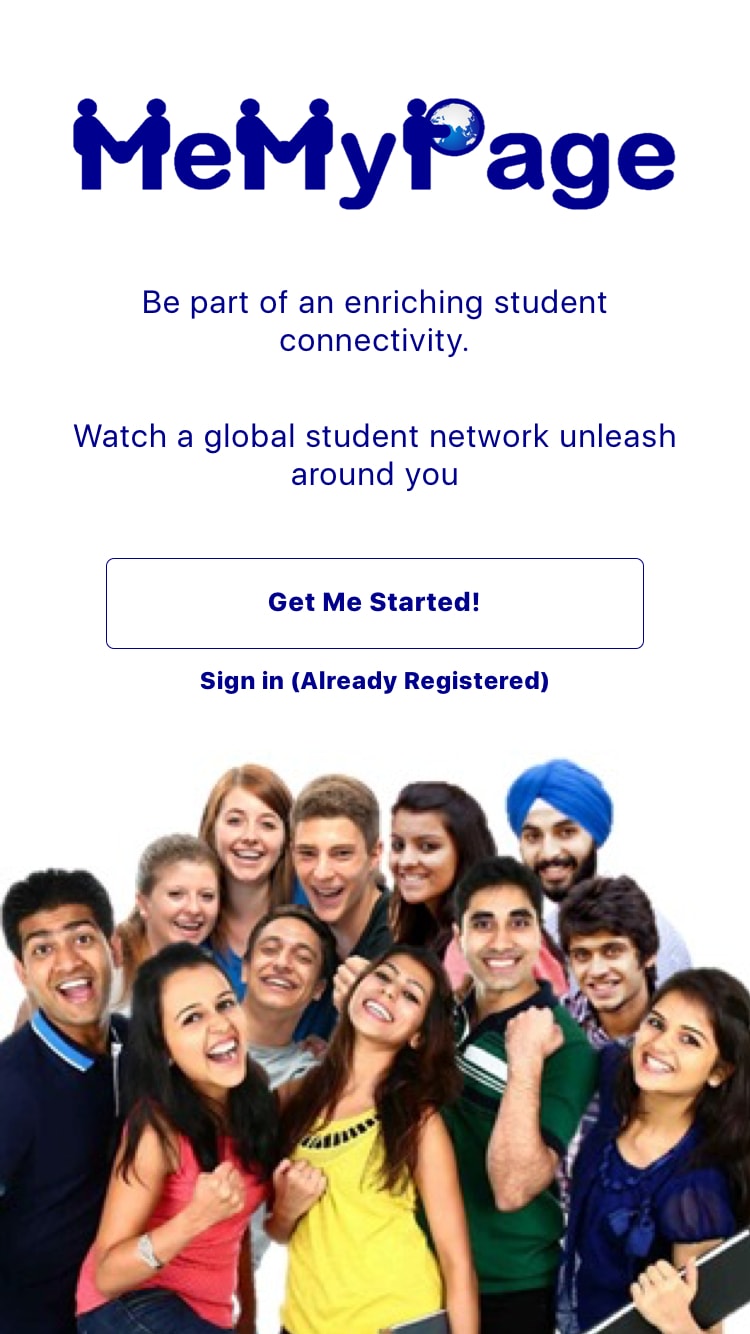 MeMyPage
Be part of an enriching student
connectivity.
Watch a global student network unleash
around you
Get Me Started!
Sign in (Already Registered)